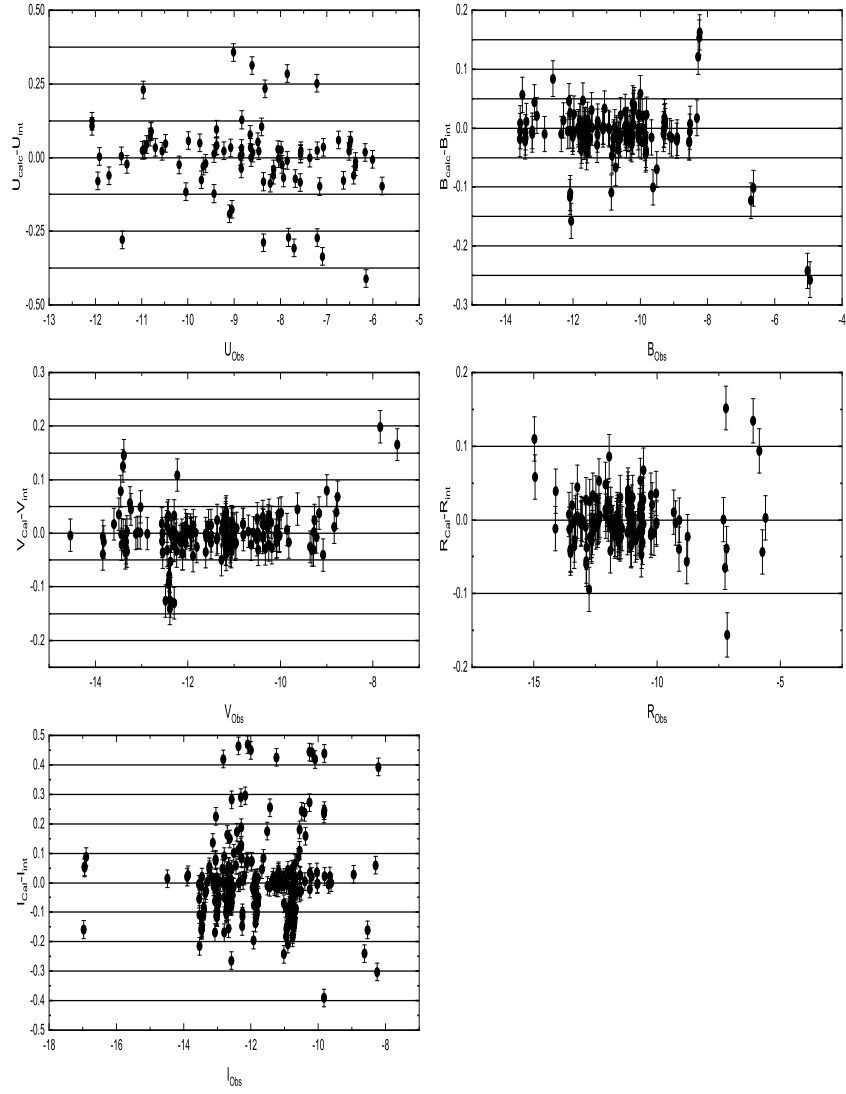 0.50
0.25
0.00
-0.25
-0.50
U_calc-U_int
-13 -12 -11 -10 -9 -8 -7 -6 -5
U_Obs
0.2
0.1
0.0
-0.1
-0.2
-0.3
B_calc-B_int
-14 -12 -10 -8 -6 -4
B_Obs
0.3
0.2
0.1
0.0
-0.1
-0.2
V_Cal-V_int
-14 -12 -10 -8
V_Obs
0.2
0.1
0.0
-0.1
-0.2
R_Cal-R_int
-15 -10 -5
R_Obs
0.5
0.4
0.3
0.2
0.1
0.0
-0.1
-0.2
-0.3
-0.4
-0.5
I_Cal-I_int
-18 -16 -14 -12 -10 -8
I_Obs